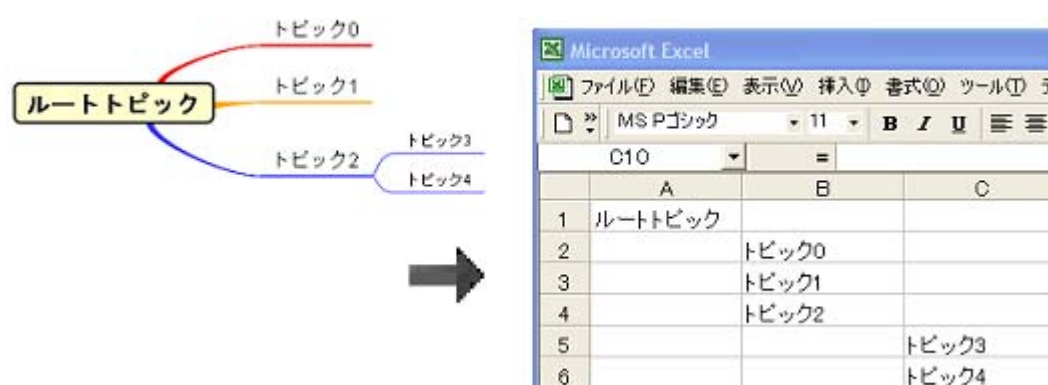 トピック0
トピック1
ルートトピック
トピック2
トピック3
トピック4
Microsoft Excel
ファイル(F) 編集(E) 表示(V) 挿入(I) 書式(O) ツール(T)
MS Pゴシック 11 B I U
C10 =
A B C
1 ルートトピック
2 トピック0
3 トピック1
4 トピック2
5 トピック3
6 トピック4